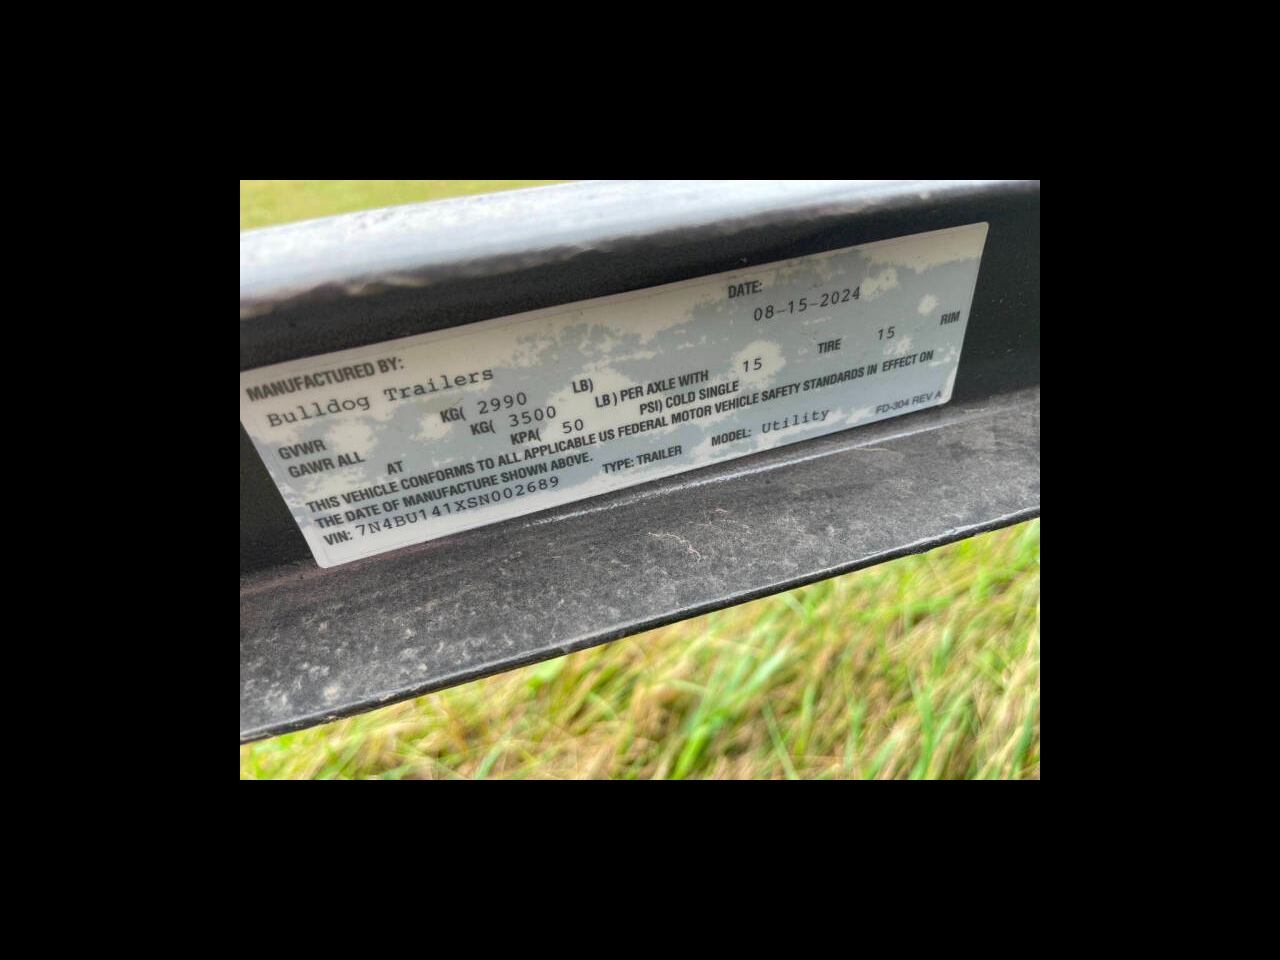 MANUFACTURED BY: DATE:
Bulldog Trailers 08-15-2024
GVWR KG( 2990 LB)
GAWR ALL KG( 3500 LB ) PER AXLE WITH 15 TIRE 15 RIM
AT KPA( 50 PSI) COLD SINGLE
THIS VEHICLE CONFORMS TO ALL APPLICABLE US FEDERAL MOTOR VEHICLE SAFETY STANDARDS IN EFFECT ON
THE DATE OF MANUFACTURE SHOWN ABOVE.
VIN: 7N4BU141XSN002689 TYPE: TRAILER MODEL: Utility FD-304 REV A